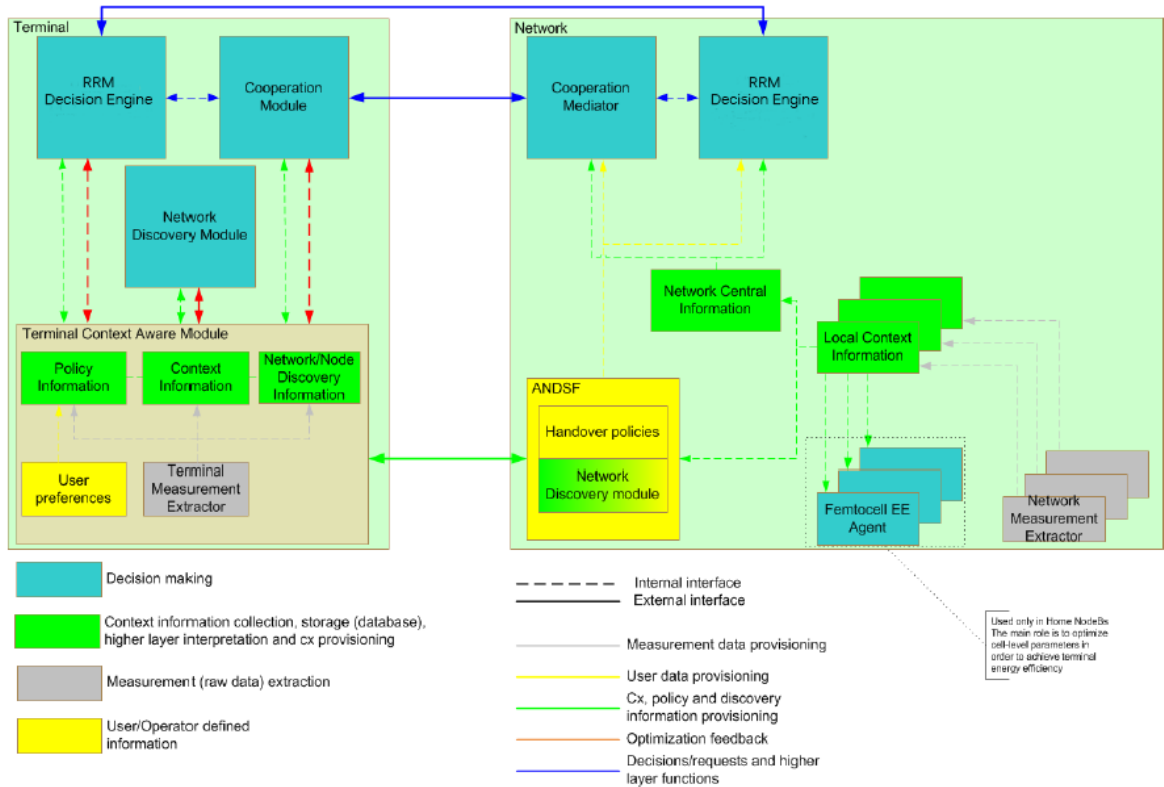 Terminal
RRM
Decision Engine
Cooperation
Module
Network
Discovery Module
Terminal Context Aware Module
Policy
Information
Context
Information
Network/Node
Discovery
Information
User
preferences
Terminal
Measurement
Extractor
Network
Cooperation
Mediator
RRM
Decision Engine
Network Central
Information
Local Context
Information
ANDSF
Handover policies
Network
Discovery module
Femtocell EE
Agent
Network
Measurement
Extractor
Decision making
Context information collection, storage (database),
higher layer interpretation and cx provisioning
Measurement (raw data) extraction
User/Operator defined
information
Internal interface
External interface
Measurement data provisioning
User data provisioning
Cx, policy and discovery
information provisioning
Optimization feedback
Decisions/requests and higher
layer functions
Used only in Home NodeBs
The main role is to optimize
cell-level parameters in
order to achieve terminal
energy efficiency